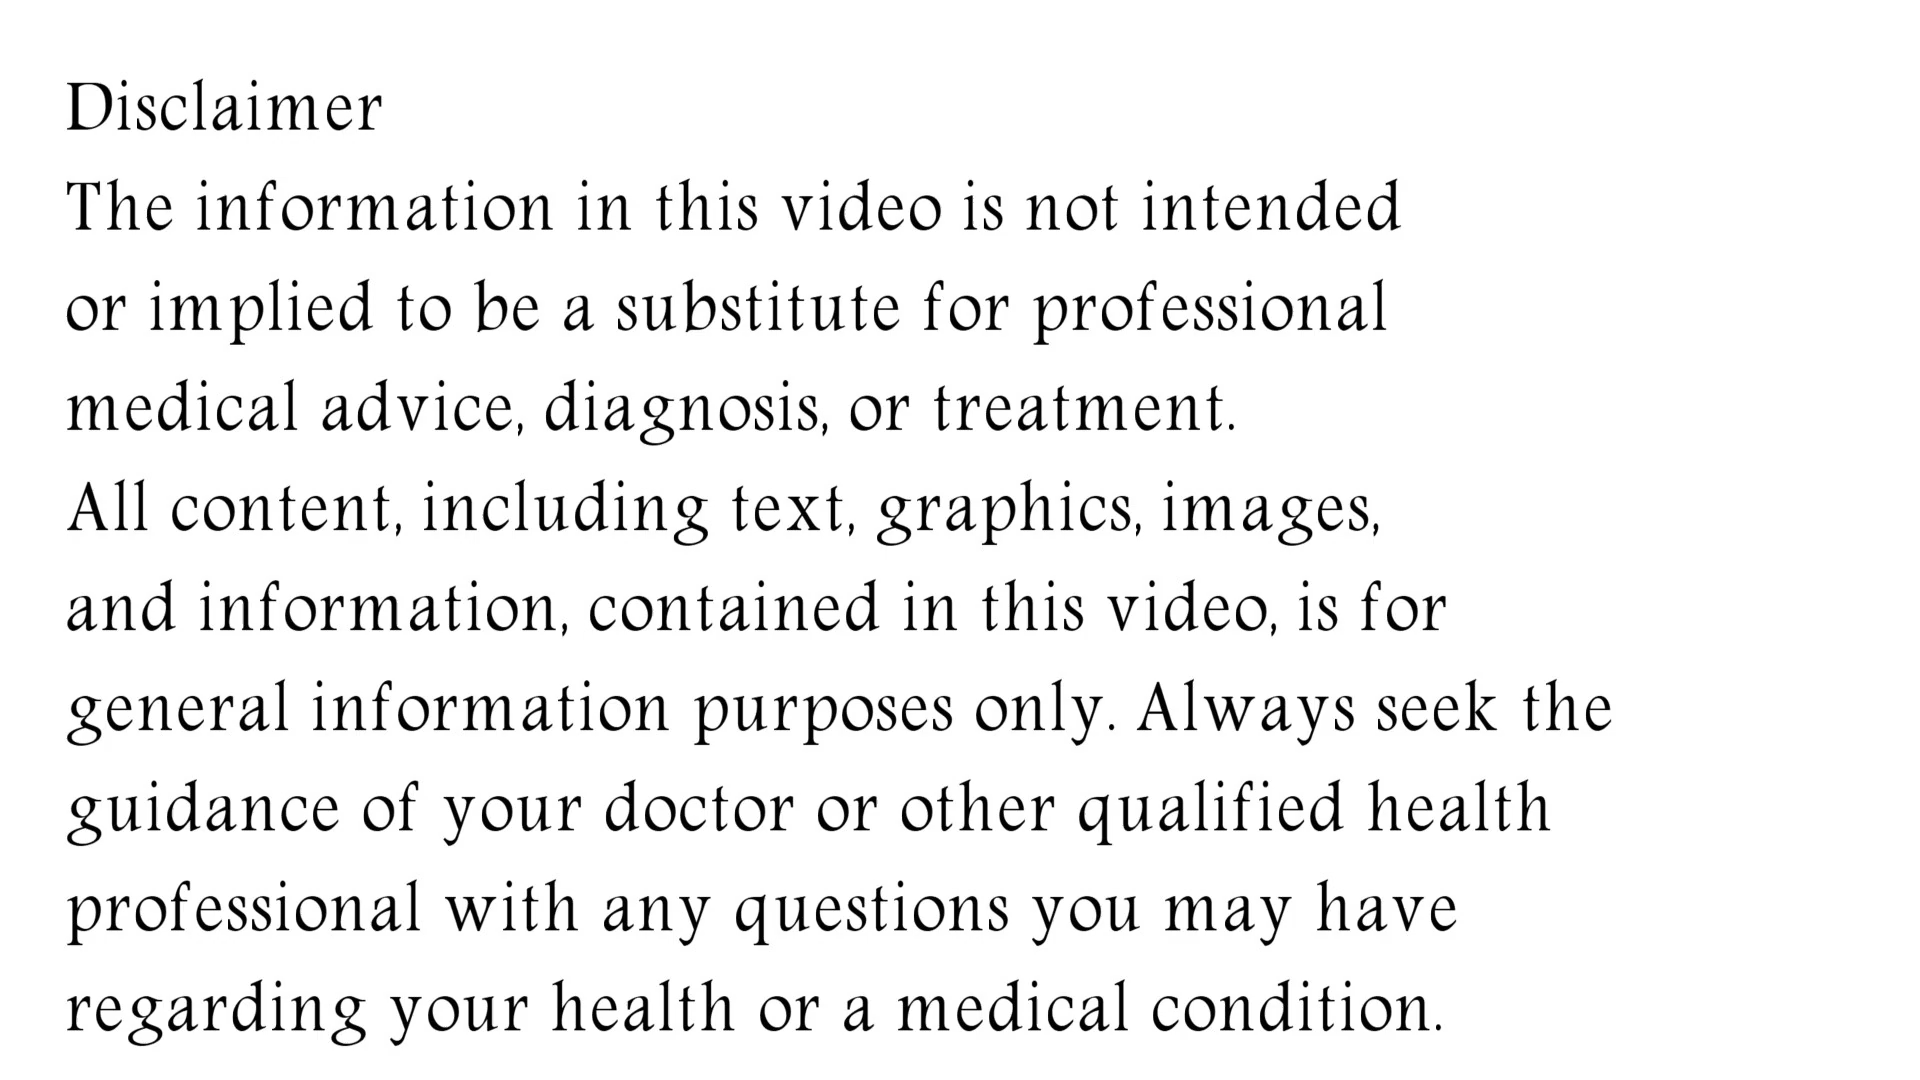 Disclaimer
The information in this video is not intended
or implied to be a substitute for professional
medical advice, diagnosis, or treatment.
All content, including text, graphics, images,
and information, contained in this video, is for
general information purposes only. Always seek the
guidance of your doctor or other qualified health
professional with any questions you may have
regarding your health or a medical condition.